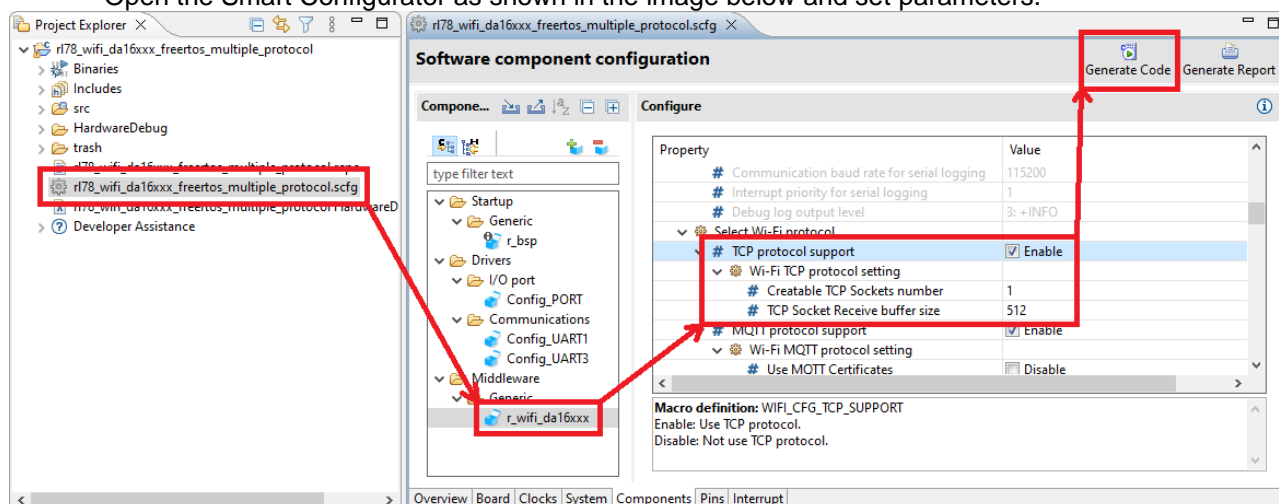 Open the Smart Configurator as shown in the image below and set parameters.
Project Explorer
rl78_wifi_da16xxx_freertos_multiple_protocol
Binaries
Includes
src
HardwareDebug
trash
rl78_wifi_da16xxx_freertos_multiple_protocol.rcpc
rl78_wifi_da16xxx_freertos_multiple_protocol.scfg
rl78_wifi_da16xxx_freertos_multiple_protocol HardwareD
Developer Assistance
rl78_wifi_da16xxx_freertos_multiple_protocol.scfg
Software component configuration
Generate Code
Generate Report
Compone...
type filter text
Startup
Generic
r_bsp
Drivers
I/O port
Config_PORT
Communications
Config_UART1
Config_UART3
Middleware
Generic
r_wifi_da16xxx
Configure
Property Value
# Communication baud rate for serial logging 115200
# Interrupt priority for serial logging 1
# Debug log output level 3: +INFO
Select Wi-Fi protocol
# TCP protocol support Enable
Wi-Fi TCP protocol setting
# Creatable TCP Sockets number 1
# TCP Socket Receive buffer size 512
# MQTT protocol support Enable
Wi-Fi MQTT protocol setting
# Use MQTT Certificates Disable
Macro definition: WIFI_CFG_TCP_SUPPORT
Enable: Use TCP protocol.
Disable: Not use TCP protocol.
Overview Board Clocks System Components Pins Interrupt